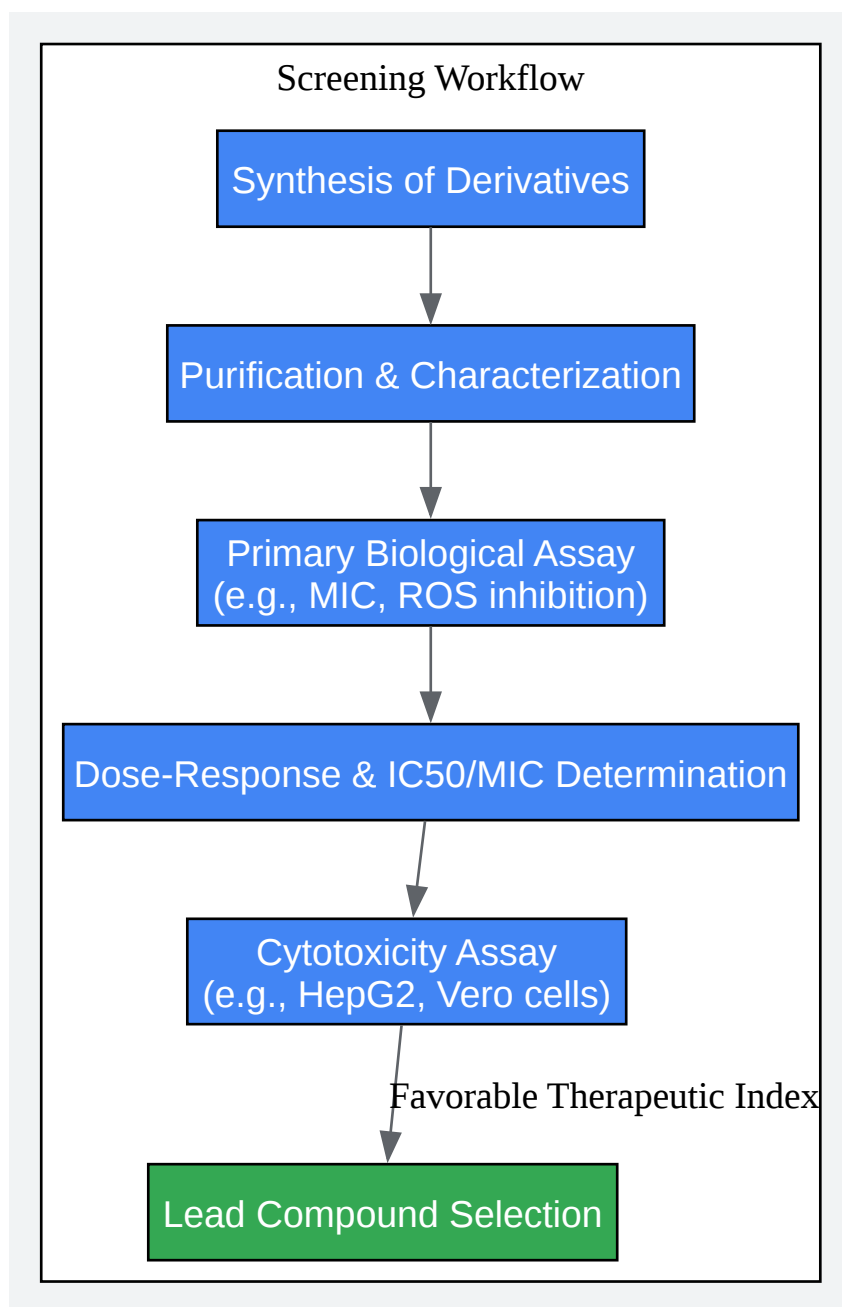 Screening Workflow
Synthesis of Derivatives
Purification & Characterization
Primary Biological Assay
(e.g., MIC, ROS inhibition)
Dose-Response & IC50/MIC Determination
Cytotoxicity Assay
(e.g., HepG2, Vero cells)
Favorable Therapeutic Index
Lead Compound Selection